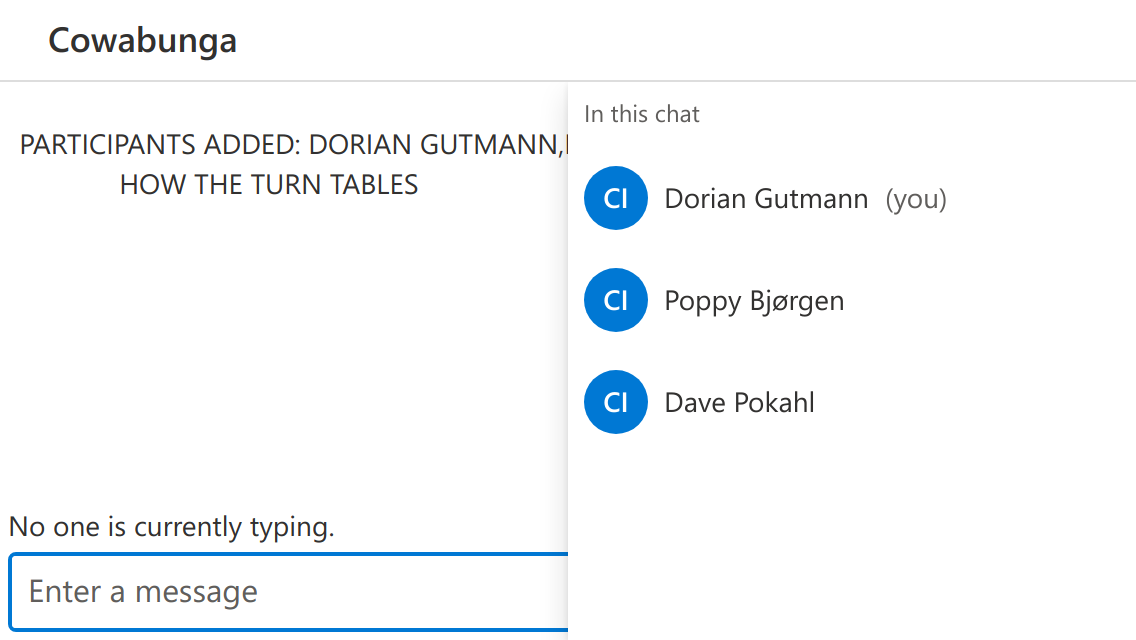 Cowabunga
PARTICIPANTS ADDED: DORIAN GUTMANN,
HOW THE TURN TABLES
In this chat
CI Dorian Gutmann (you)
CI Poppy Bjørgen
CI Dave Pokahl
No one is currently typing.
Enter a message